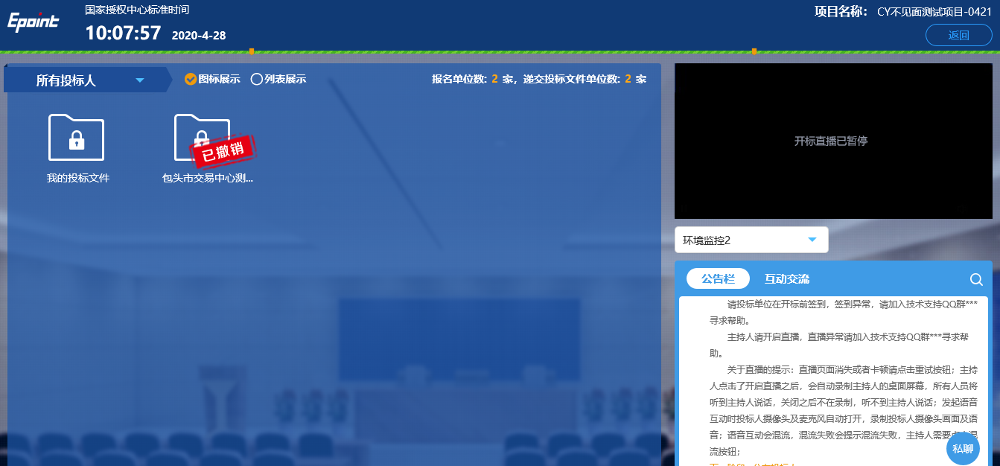 Epoint
国家授权中心标准时间
10:07:57 2020-4-28
项目名称： CY不见面测试项目-0421
返回
所有投标人
图标展示 列表展示
报名单位数: 2 家，递交投标文件单位数: 2 家
我的投标文件
已撤销
包头市交易中心测...
开标直播已暂停
环境监控2
公告栏 互动交流
请投标单位在开标前签到，签到异常，请加入技术支持QQ群***
寻求帮助。
主持人请开启直播，直播异常请加入技术支持QQ群***寻求帮
助。
关于直播的提示：直播页面消失或者卡顿请点击重试按钮；主持
人点击了开启直播之后，会自动录制主持人的桌面屏幕，所有人员将
听到主持人说话，关闭之后不在录制，听不到主持人说话；发起语音
互动时投标人摄像头及麦克风自动打开，录制投标人摄像头画面及语
音；语音互动会混流，混流失败会提示混流失败，主持人需要点击混
流按钮；
私聊